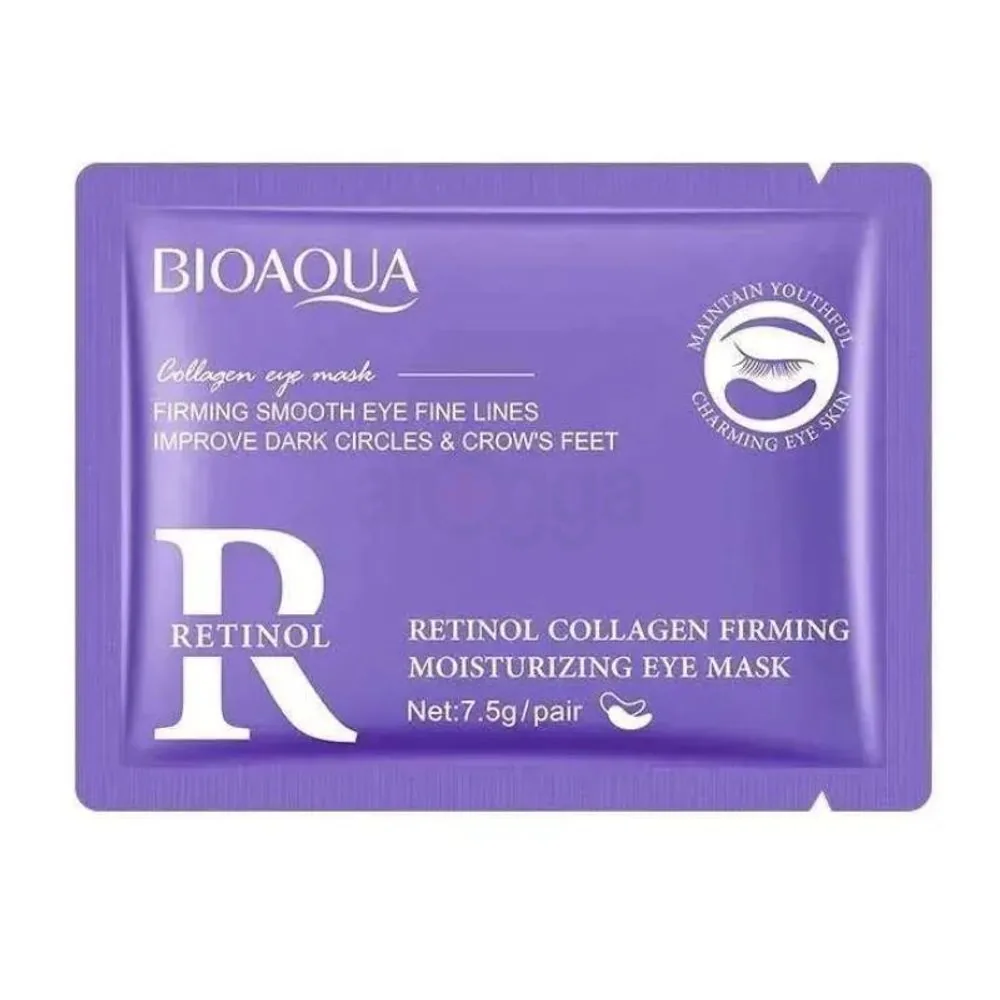 BIOAQUA
Collagen eye mask
FIRMING SMOOTH EYE FINE LINES
IMPROVE DARK CIRCLES & CROW'S FEET
MAINTAIN YOUTHFUL
CHARMING EYE SKIN
arogga
R
RETINOL
RETINOL COLLAGEN FIRMING
MOISTURIZING EYE MASK
Net:7.5g/pair